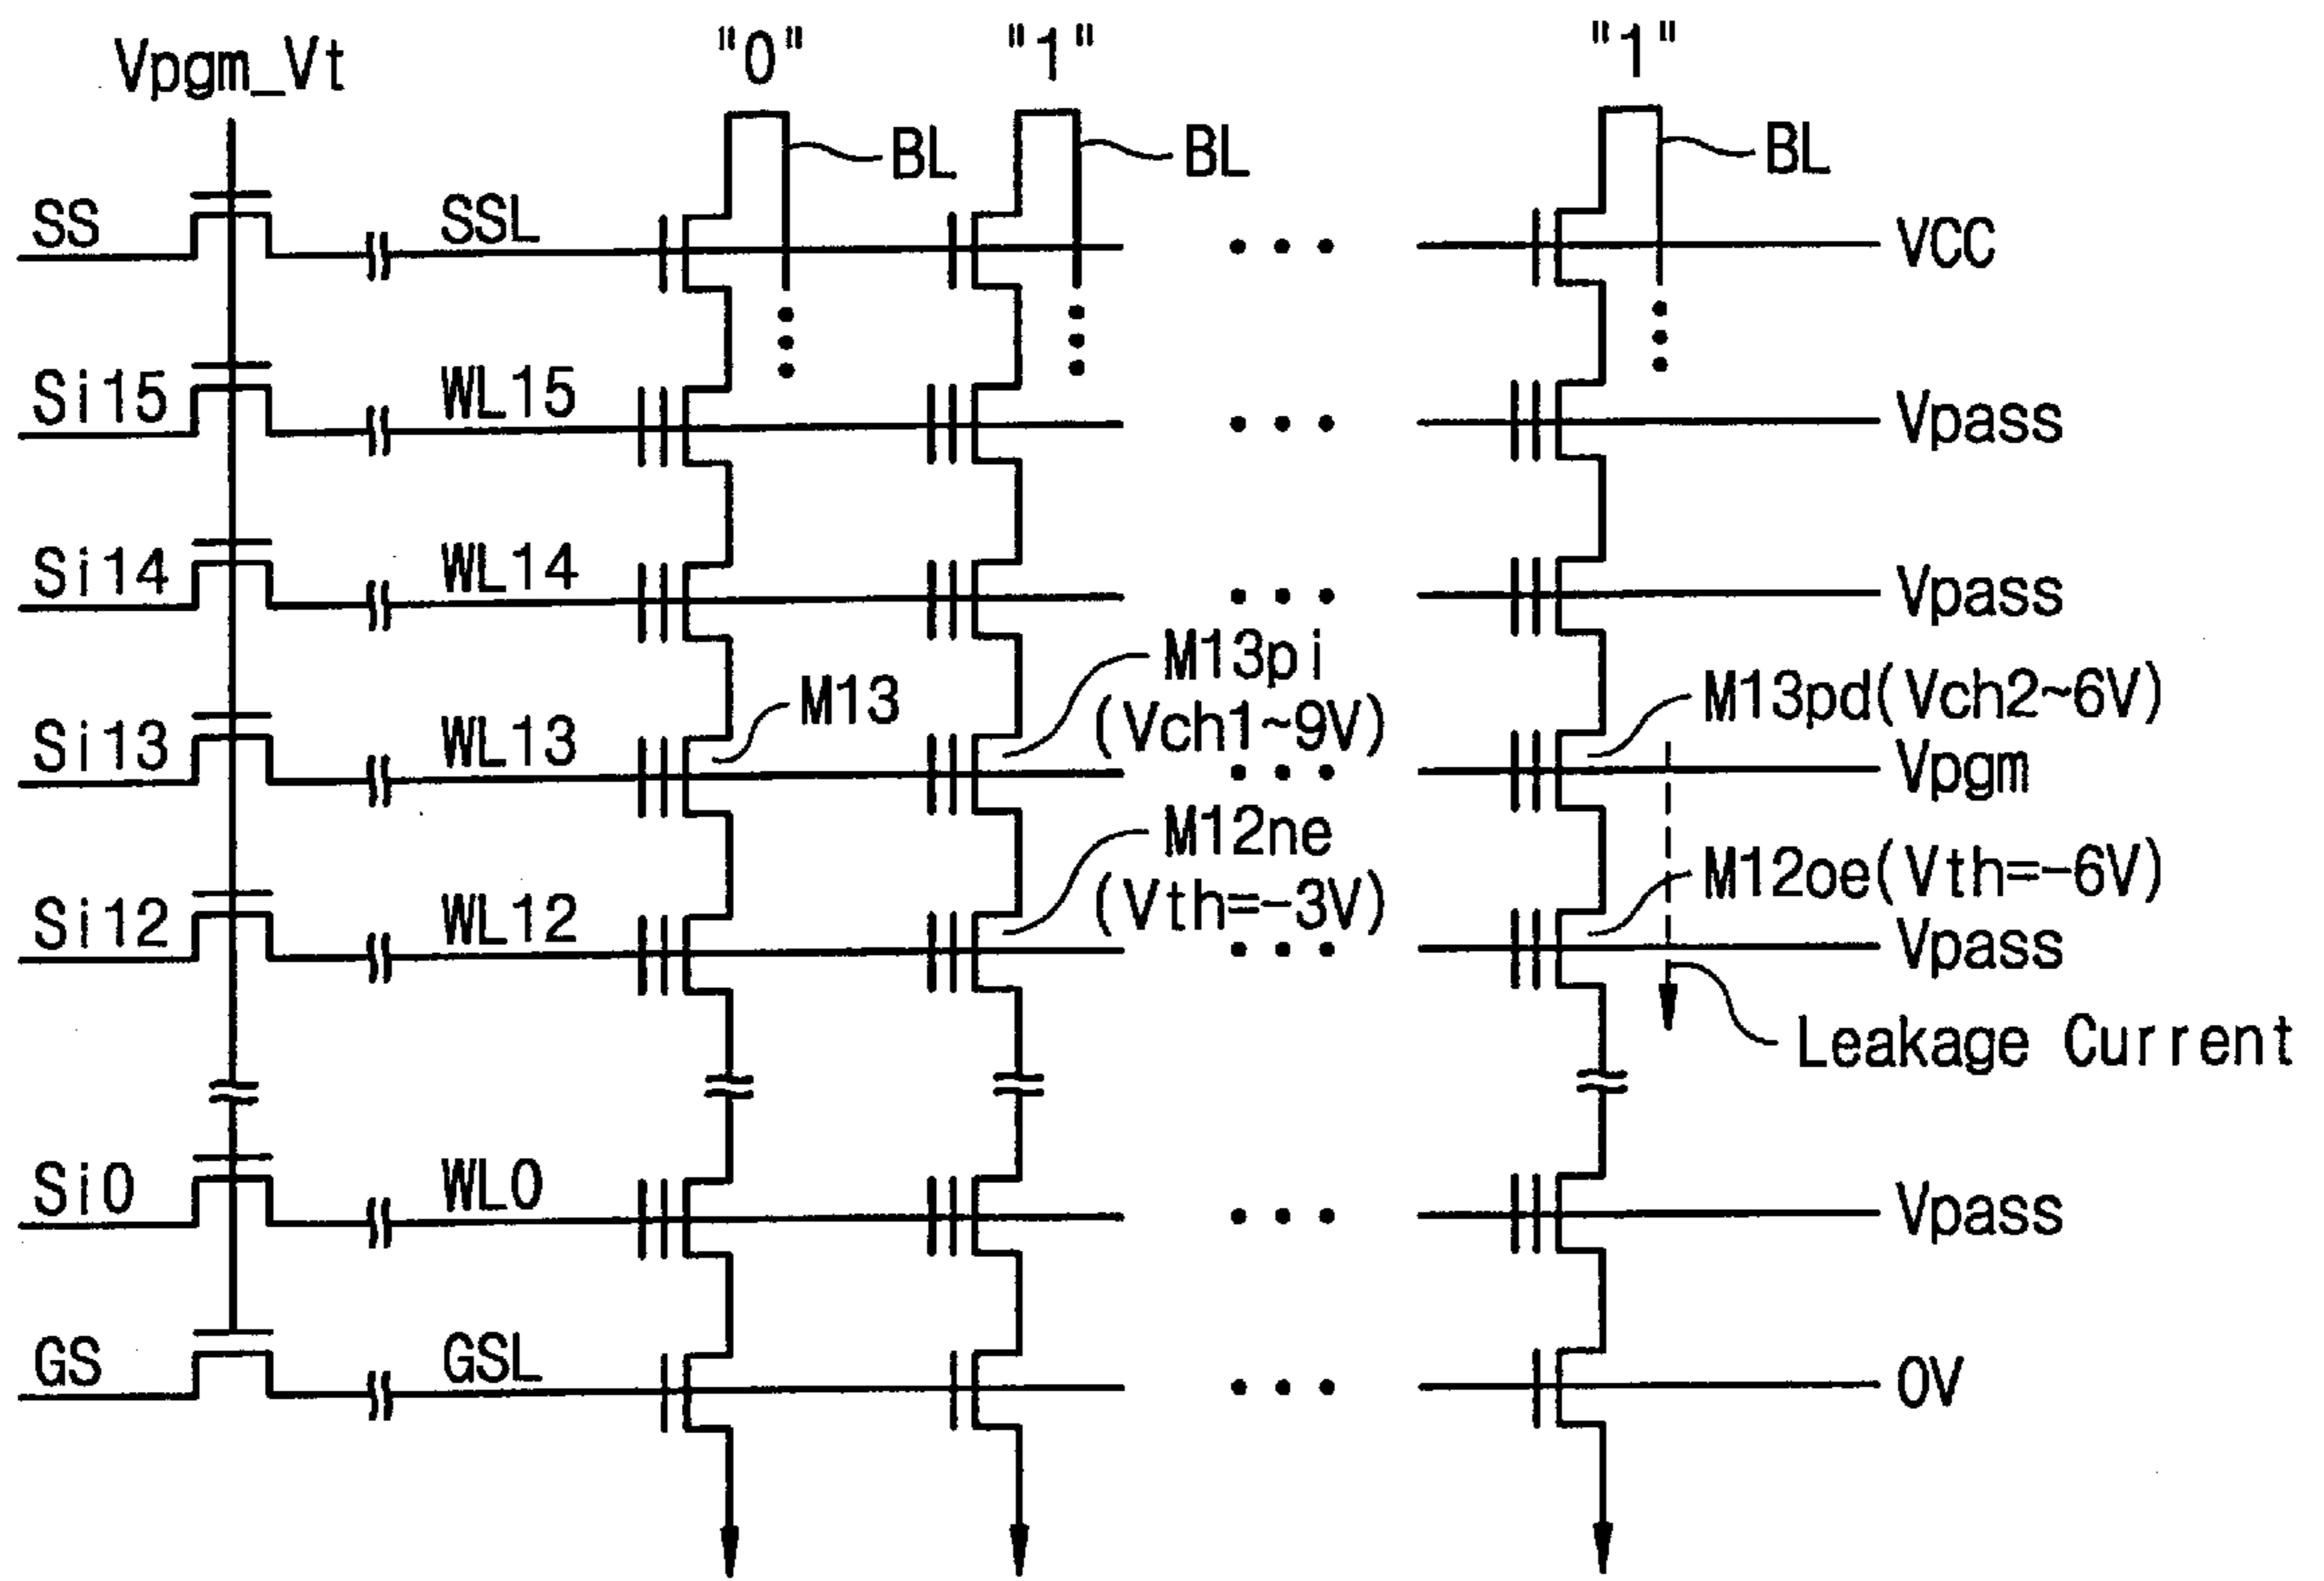 Vpgm_Vt "0" "1" "1"
BL BL BL
SS SSL VCC
Si15 WL15 Vpass
Si14 WL14 Vpass
M13pi
(Vch1~9V)
M13 M13pd(Vch2~6V)
Si13 WL13 Vpgm
M12ne
(Vth=-3V)
M12oe(Vth=-6V)
Si12 WL12 Vpass
Leakage Current
Si0 WL0 Vpass
GS GSL 0V